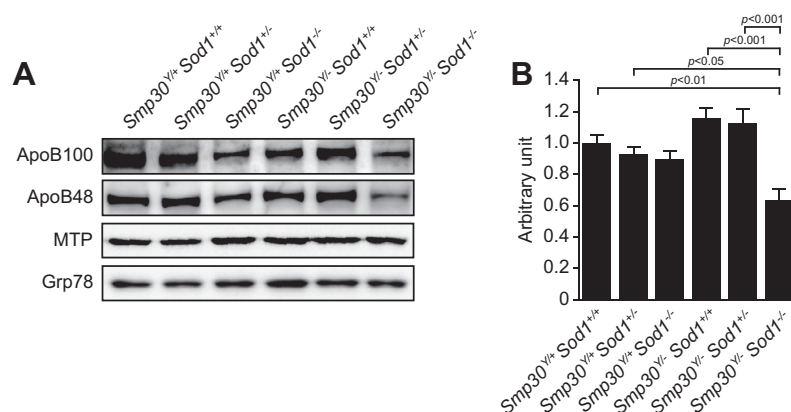 A
Smp30Y/+ Sod1+/+
Smp30Y/+ Sod1+/-
Smp30Y/+ Sod1-/-
Smp30Y/- Sod1+/+
Smp30Y/- Sod1+/-
Smp30Y/- Sod1-/-
ApoB100
ApoB48
MTP
Grp78
B
p<0.001
p<0.001
p<0.05
p<0.01
Arbitrary unit
1.4
1.2
1.0
0.8
0.6
0.4
0.2
0
Smp30Y/+ Sod1+/+
Smp30Y/+ Sod1+/-
Smp30Y/+ Sod1-/-
Smp30Y/- Sod1+/+
Smp30Y/- Sod1+/-
Smp30Y/- Sod1-/-